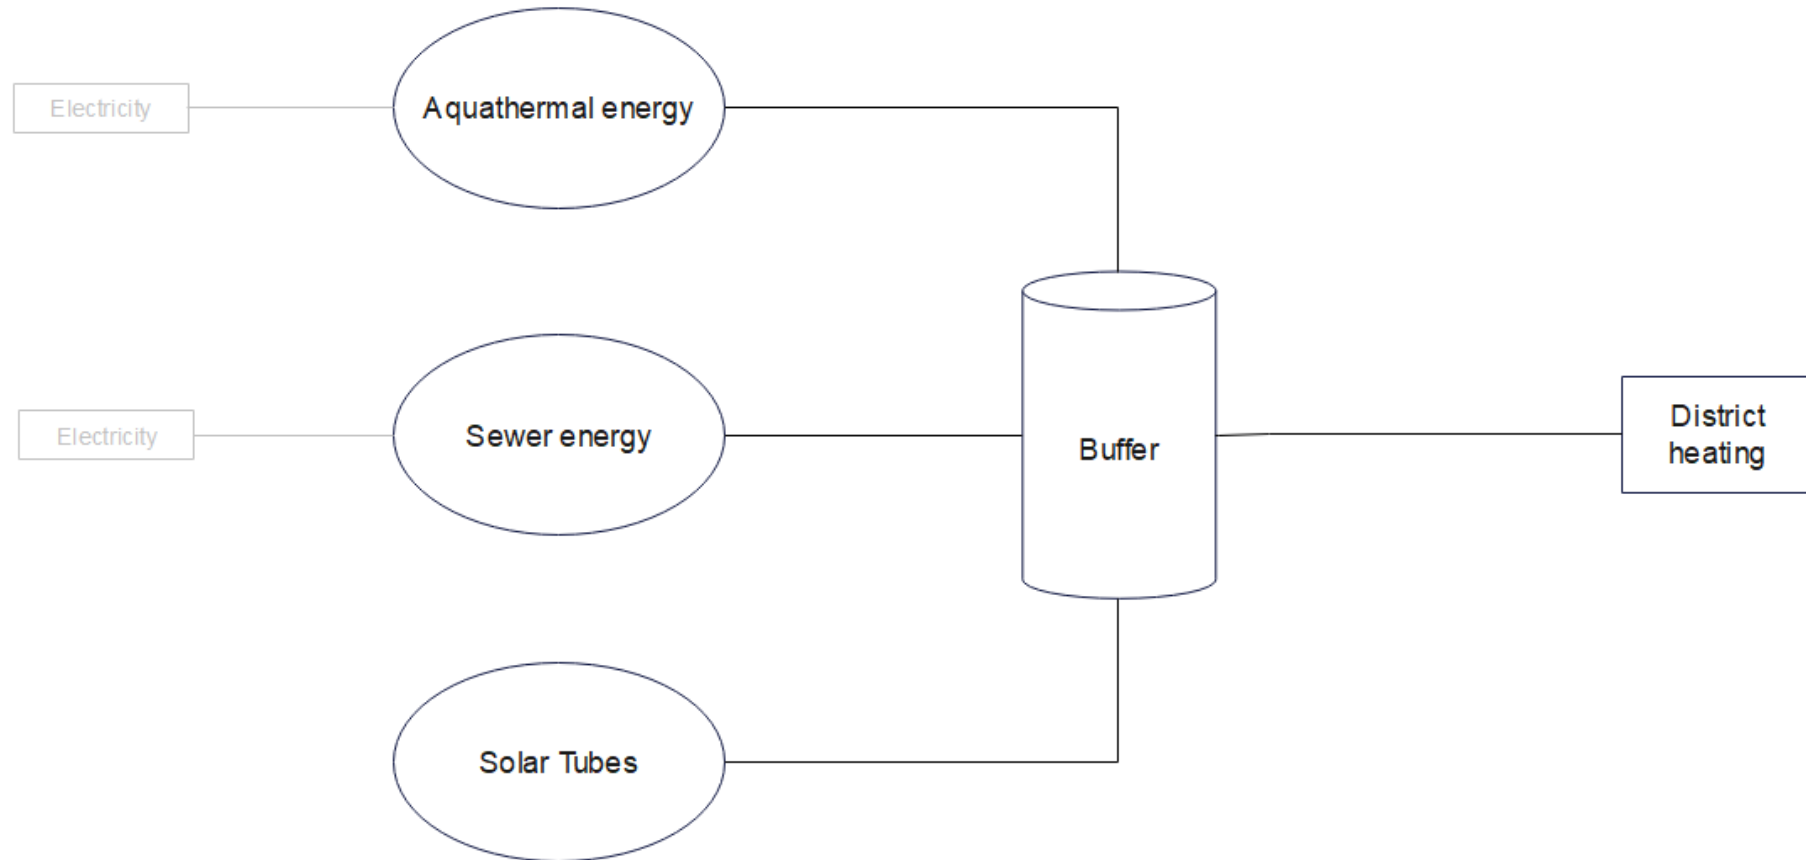 Electricity
Aquathermal energy
Electricity
Sewer energy
Buffer
District
heating
Solar Tubes